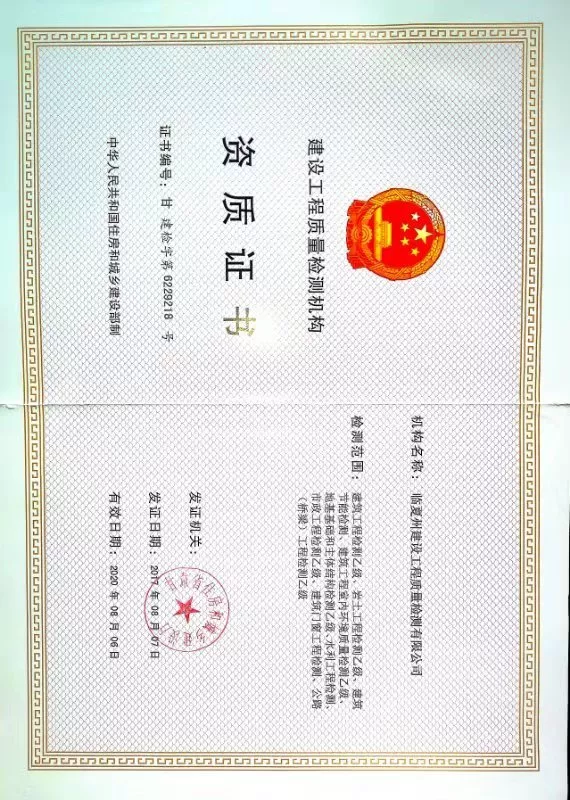 建设工程质量检测机构
资质证书
证书编号：甘 建检字第 6229218 号
中华人民共和国住房和城乡建设部制
机构名称：临夏州建设工程质量检测有限公司
检测范围：建筑工程检测乙级、岩土工程检测乙级、建筑
节能检测、建筑工程室内环境质量检测乙级、
地基基础和主体结构检测乙级、水利工程检测、
市政工程检测乙级、建筑门窗工程检测、公路
（桥梁）工程检测乙级
发证机关：
发证日期：2017 年 08 月 07 日
有效日期：2020 年 08 月 06 日
甘肃省住房和城乡建设厅